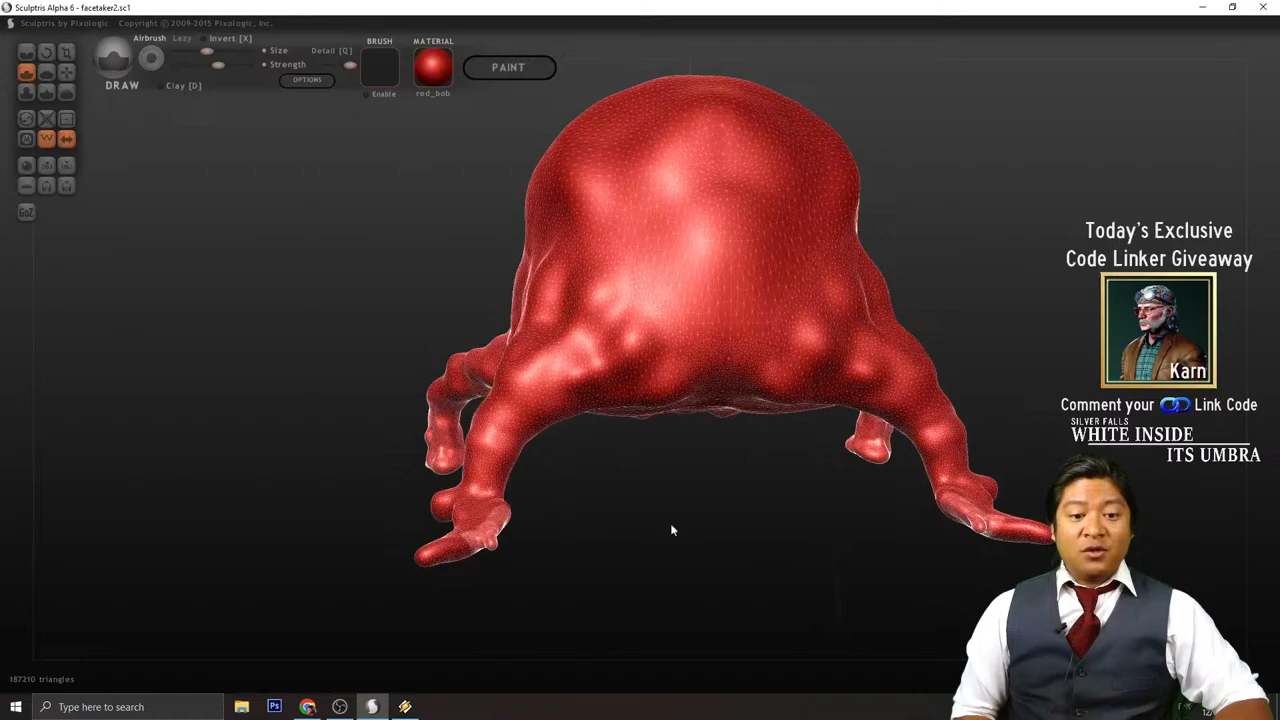 Sculptris Alpha 6 - facetaker2.sc1
Sculptris by Pixologic Copyright © 2009-2015 Pixologic, Inc.
Airbrush Lazy Invert [X]
BRUSH
MATERIAL
Size Detail [Q]
Strength
OPTIONS
DRAW
Clay [D]
Enable
red_bob
PAINT
GoZ
Today's Exclusive
Code Linker Giveaway
Karn
Comment your Link Code
SILVER FALLS
WHITE INSIDE
ITS UMBRA
187210 triangles
Type here to search
Ps